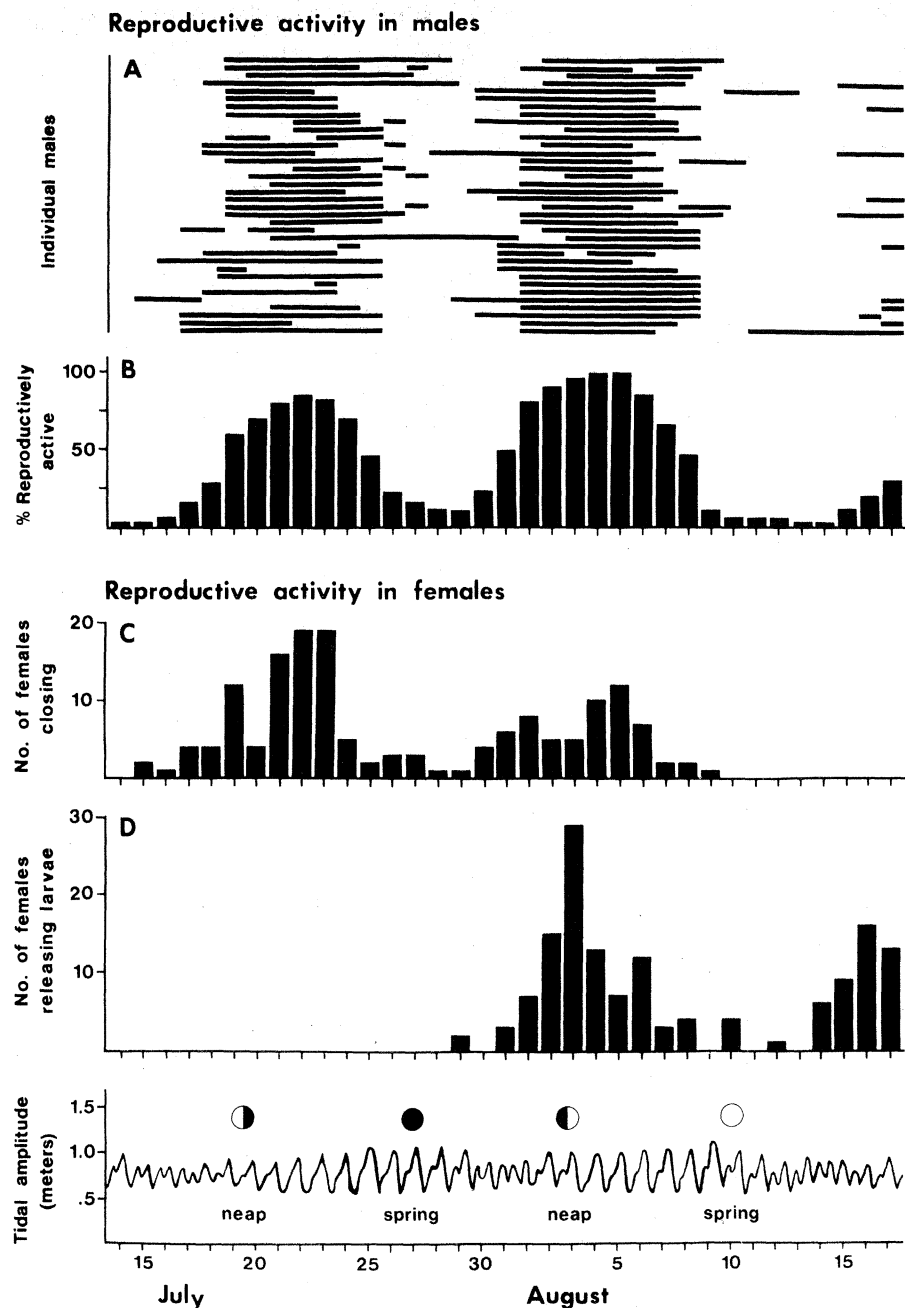 Reproductive activity in males
A
Individual males
B
100
50
% Reproductively
active
Reproductive activity in females
C
20
10
No. of females
closing
D
30
20
10
No. of females
releasing larvae
1.5
1.0
.5
Tidal amplitude
(meters)
neap
spring
neap
spring
15 20 25 30 5 10 15
July August